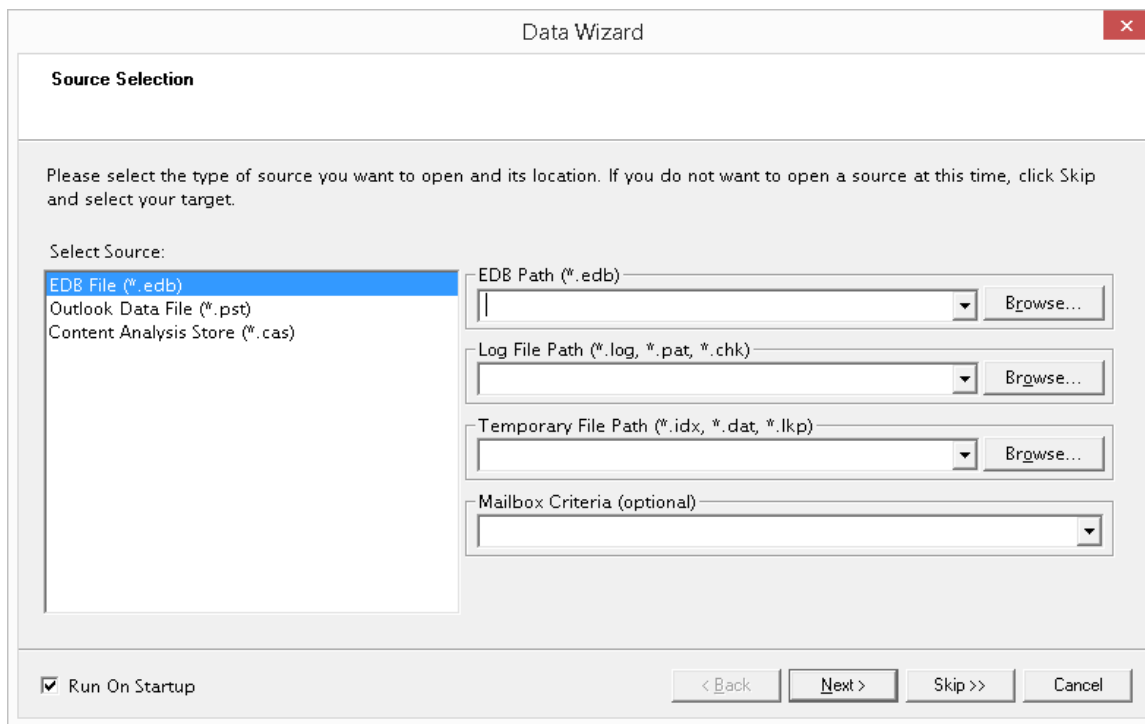 Data Wizard
Source Selection
Please select the type of source you want to open and its location. If you do not want to open a source at this time, click Skip
and select your target.
Select Source:
EDB File (*.edb)
Outlook Data File (*.pst)
Content Analysis Store (*.cas)
EDB Path (*.edb)
Browse...
Log File Path (*.log, *.pat, *.chk)
Browse...
Temporary File Path (*.idx, *.dat, *.lkp)
Browse...
Mailbox Criteria (optional)
Run On Startup
< Back
Next >
Skip >>
Cancel